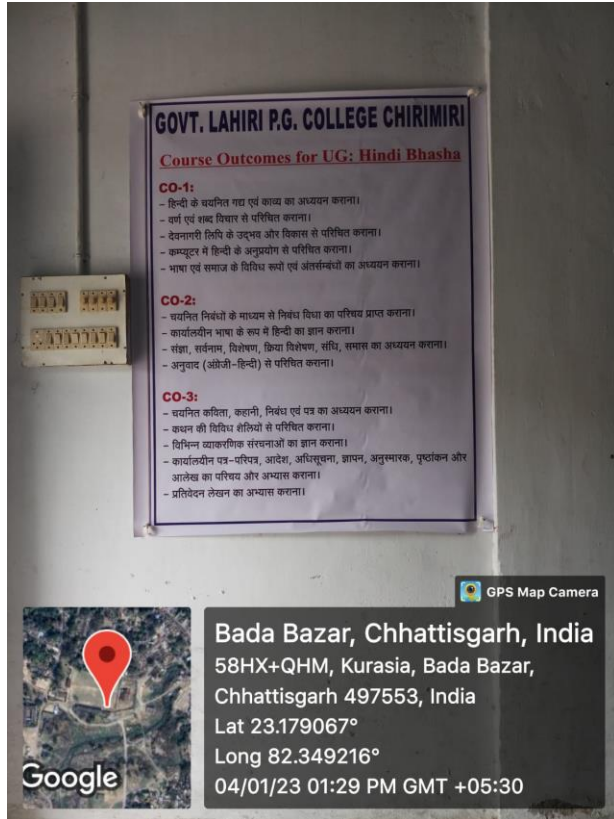 GOVT. LAHIRI P.G. COLLEGE CHIRIMIRI
Course Outcomes for UG: Hindi Bhasha
CO-1:
– हिन्दी के चयनित गद्य एवं काव्य का अध्ययन कराना।
– वर्ण एवं शब्द विचार से परिचित कराना।
– देवनागरी लिपि के उद्भव और विकास से परिचित कराना।
– कम्प्यूटर में हिन्दी के अनुप्रयोग से परिचित कराना।
– भाषा एवं समाज के विविध रूपों एवं अंतर्सम्बंधों का अध्ययन कराना।
CO-2:
– चयनित निबंधों के माध्यम से निबंध विधा का परिचय प्राप्त कराना।
– कार्यालयीन भाषा के रूप में हिन्दी का ज्ञान कराना।
– संज्ञा, सर्वनाम, विशेषण, क्रिया विशेषण, संधि, समास का अध्ययन कराना।
– अनुवाद (अंग्रेजी-हिन्दी) से परिचित कराना।
CO-3:
– चयनित कविता, कहानी, निबंध एवं पत्र का अध्ययन कराना।
– कथन की विविध शैलियों से परिचित कराना।
– विभिन्न व्याकरणिक संरचनाओं का ज्ञान कराना।
– कार्यालयीन पत्र-परिपत्र, आदेश, अधिसूचना, ज्ञापन, अनुस्मारक, पृष्ठांकन और
आलेख का परिचय और अभ्यास कराना।
– प्रतिवेदन लेखन का अभ्यास कराना।
GPS Map Camera
Bada Bazar, Chhattisgarh, India
58HX+QHM, Kurasia, Bada Bazar,
Chhattisgarh 497553, India
Lat 23.179067°
Long 82.349216°
04/01/23 01:29 PM GMT +05:30
Google